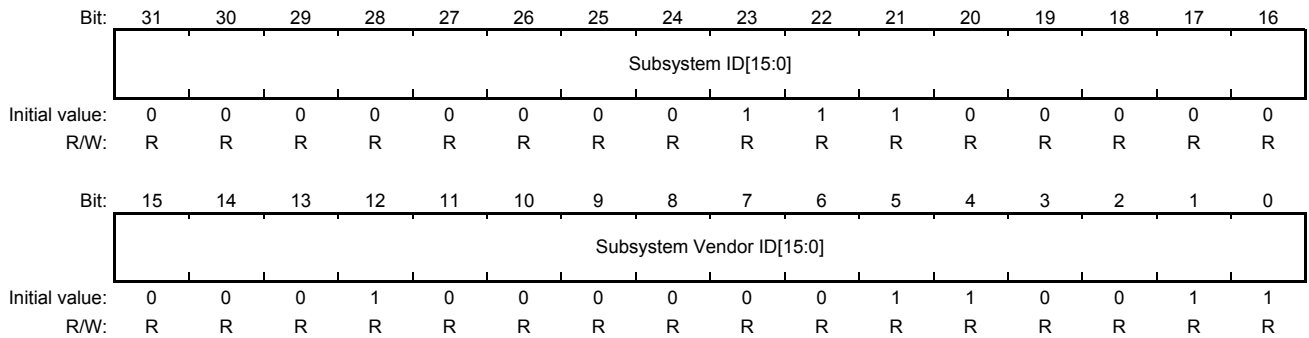 Bit: 31 30 29 28 27 26 25 24 23 22 21 20 19 18 17 16
Subsystem ID[15:0]
Initial value: 0 0 0 0 0 0 0 0 1 1 1 0 0 0 0 0
R/W: R R R R R R R R R R R R R R R R
Bit: 15 14 13 12 11 10 9 8 7 6 5 4 3 2 1 0
Subsystem Vendor ID[15:0]
Initial value: 0 0 0 1 0 0 0 0 0 0 1 1 0 0 1 1
R/W: R R R R R R R R R R R R R R R R